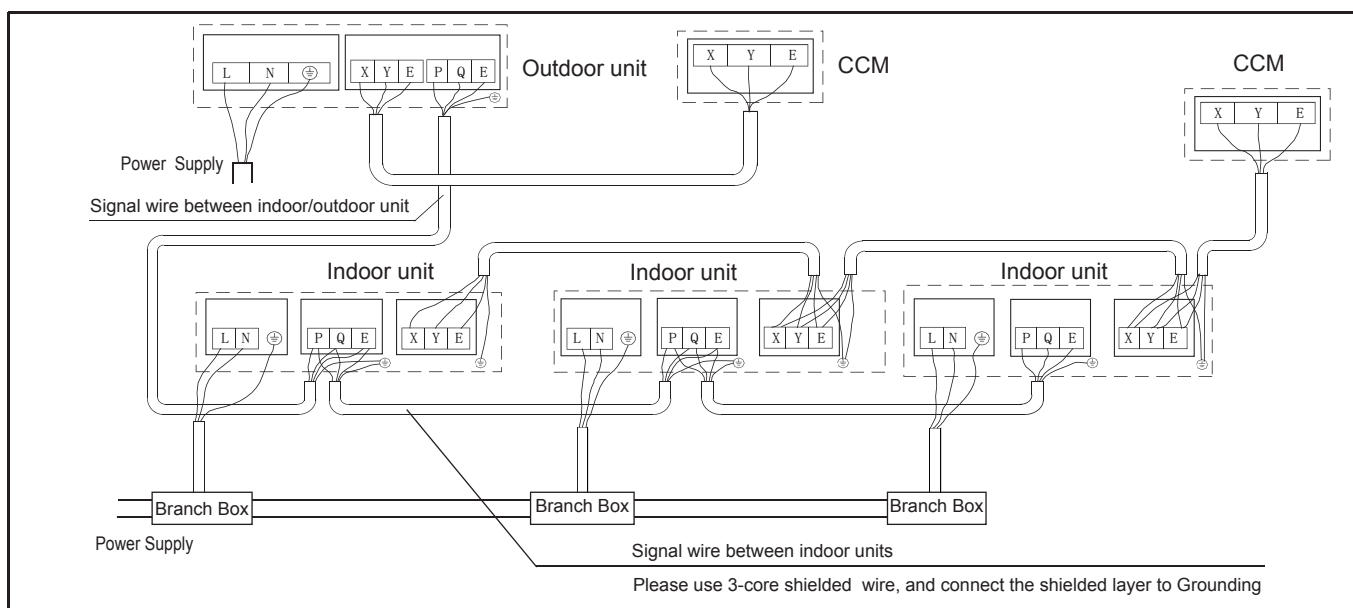 L N
X Y E
P Q E
Outdoor unit
X Y E
CCM
CCM
X Y E
Power Supply
Signal wire between indoor/outdoor unit
Indoor unit
Indoor unit
Indoor unit
L N
P Q E
X Y E
L N
P Q E
X Y E
L N
P Q E
X Y E
Branch Box
Branch Box
Branch Box
Power Supply
Signal wire between indoor units
Please use 3-core shielded wire, and connect the shielded layer to Grounding